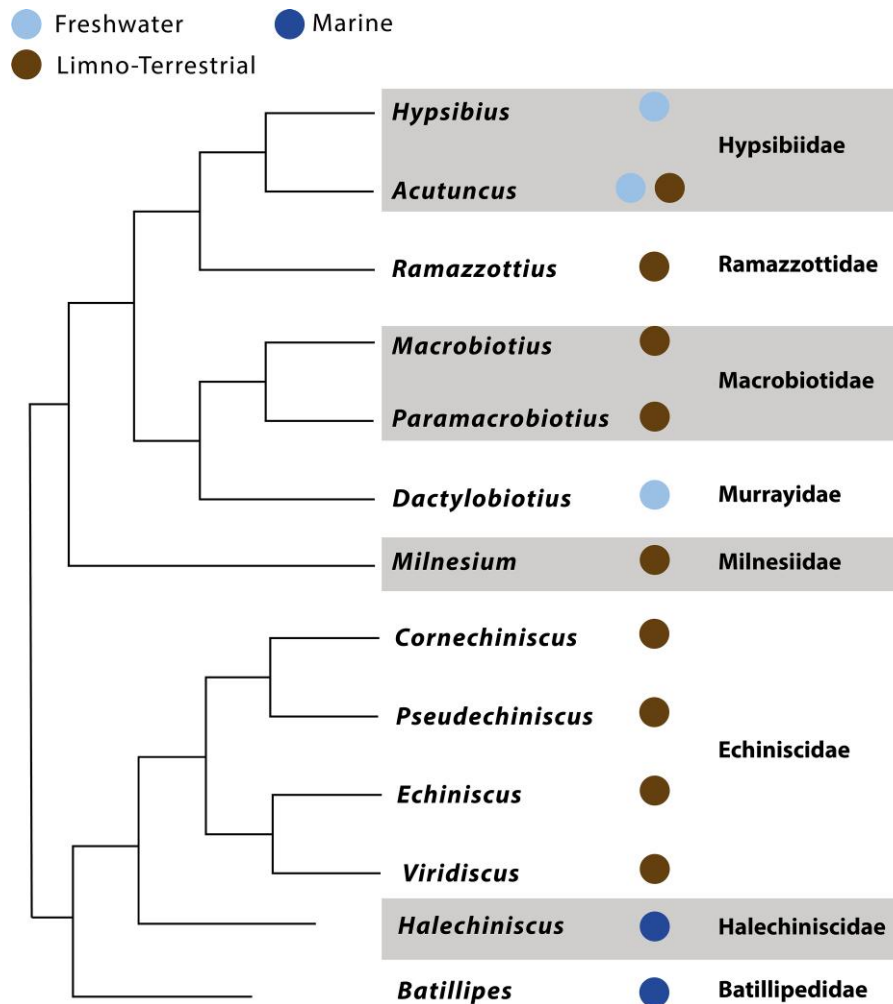 Freshwater Marine
Limno-Terrestrial
Hypsibius
Hypsibiidae
Acutuncus
Ramazzottius Ramazzottidae
Macrobiotius
Macrobiotidae
Paramacrobiotius
Dactylobiotius Murrayidae
Milnesium Milnesiidae
Cornechiniscus
Pseudechiniscus
Echiniscidae
Echiniscus
Viridiscus
Halechiniscus Halechiniscidae
Batillipes Batillipedidae